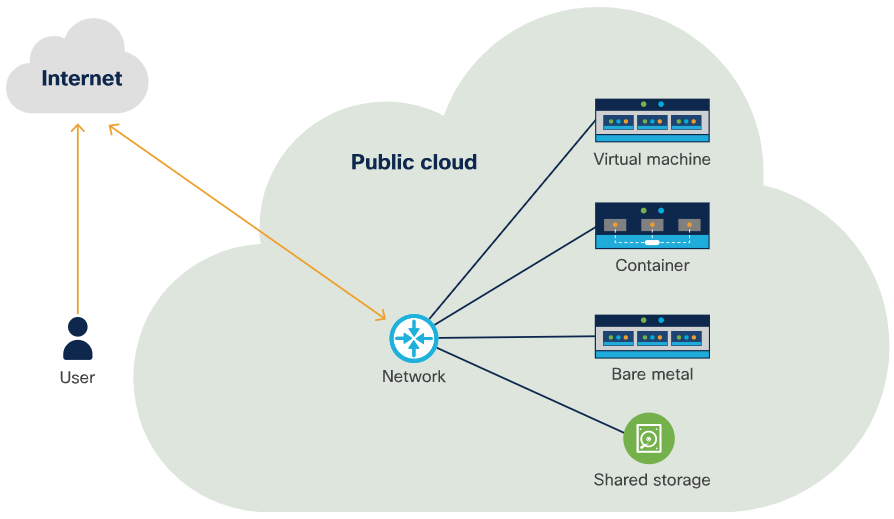 Internet
Public cloud
Virtual machine
Container
Network
Bare metal
User
Shared storage